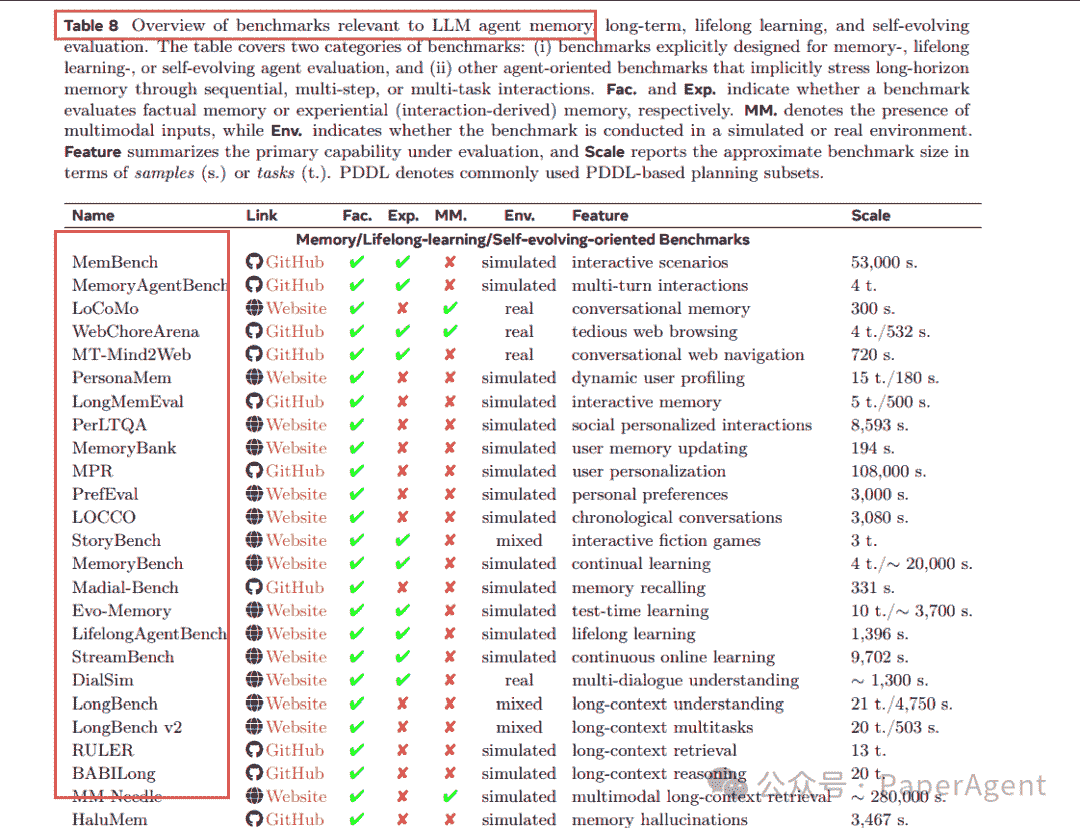 Table 8 Overview of benchmarks relevant to LLM agent memory, long-term, lifelong learning, and self-evolving
evaluation. The table covers two categories of benchmarks: (i) benchmarks explicitly designed for memory-, lifelong
learning-, or self-evolving agent evaluation, and (ii) other agent-oriented benchmarks that implicitly stress long-horizon
memory through sequential, multi-step, or multi-task interactions. Fac. and Exp. indicate whether a benchmark
evaluates factual memory or experiential (interaction-derived) memory, respectively. MM. denotes the presence of
multimodal inputs, while Env. indicates whether the benchmark is conducted in a simulated or real environment.
Feature summarizes the primary capability under evaluation, and Scale reports the approximate benchmark size in
terms of samples (s.) or tasks (t.). PDDL denotes commonly used PDDL-based planning subsets.
Name Link Fac. Exp. MM. Env. Feature Scale
Memory/Lifelong-learning/Self-evolving-oriented Benchmarks
MemBench GitHub ✔ ✔ ✘ simulated interactive scenarios 53,000 s.
MemoryAgentBench GitHub ✔ ✔ ✘ simulated multi-turn interactions 4 t.
LoCoMo Website ✔ ✘ ✔ real conversational memory 300 s.
WebChoreArena GitHub ✔ ✔ ✔ real tedious web browsing 4 t./532 s.
MT-Mind2Web GitHub ✔ ✔ ✘ real conversational web navigation 720 s.
PersonaMem Website ✔ ✘ ✘ simulated dynamic user profiling 15 t./180 s.
LongMemEval GitHub ✔ ✘ ✘ simulated interactive memory 5 t./500 s.
PerLTQA Website ✔ ✘ ✘ simulated social personalized interactions 8,593 s.
MemoryBank Website ✔ ✘ ✘ simulated user memory updating 194 s.
MPR GitHub ✔ ✘ ✘ simulated user personalization 108,000 s.
PrefEval Website ✔ ✘ ✘ simulated personal preferences 3,000 s.
LOCCO Website ✔ ✘ ✘ simulated chronological conversations 3,080 s.
StoryBench Website ✔ ✔ ✘ mixed interactive fiction games 3 t.
MemoryBench Website ✔ ✔ ✘ simulated continual learning 4 t./∼ 20,000 s.
Madial-Bench GitHub ✔ ✘ ✘ simulated memory recalling 331 s.
Evo-Memory Website ✔ ✔ ✘ simulated test-time learning 10 t./∼ 3,700 s.
LifelongAgentBench Website ✔ ✔ ✘ simulated lifelong learning 1,396 s.
StreamBench Website ✔ ✔ ✘ simulated continuous online learning 9,702 s.
DialSim Website ✔ ✔ ✘ real multi-dialogue understanding ∼ 1,300 s.
LongBench Website ✔ ✘ ✘ mixed long-context understanding 21 t./4,750 s.
LongBench v2 Website ✔ ✘ ✘ mixed long-context multitasks 20 t./503 s.
RULER GitHub ✔ ✘ ✘ simulated long-context retrieval 13 t.
BABILong GitHub ✔ ✘ ✘ simulated long-context reasoning 20 t.
MM-Needle Website ✔ ✘ ✔ simulated multimodal long-context retrieval ∼ 280,000 s.
公众号 · PaperAgent
HaluMem GitHub ✔ ✘ ✘ simulated memory hallucinations 3,467 s.